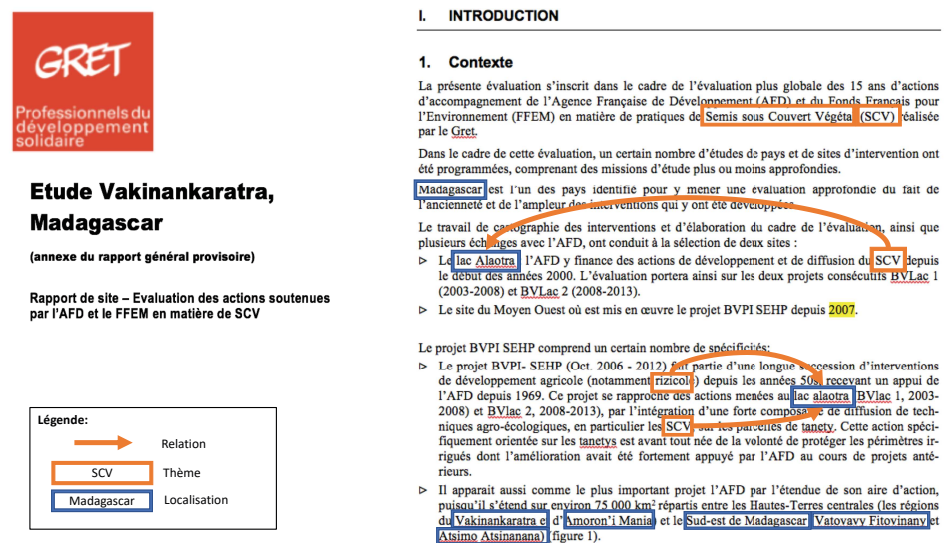 GRET
Professionnels du
développement
solidaire
Etude Vakinankaratra,
Madagascar
(annexe du rapport général provisoire)
Rapport de site – Evaluation des actions soutenues
par l’AFD et le FFEM en matière de SCV
Légende:
Relation
SCV Thème
Madagascar Localisation
I. INTRODUCTION
1. Contexte
La présente évaluation s’inscrit dans le cadre de l’évaluation plus globale des 15 ans d’actions
d’accompagnement de l’Agence Française de Développement (AFD) et du Fonds Français pour
l’Environnement (FFEM) en matière de pratiques de Semis sous Couvert Végétal (SCV) réalisée
par le Gret.
Dans le cadre de cette évaluation, un certain nombre d’études de pays et de sites d’intervention ont
été programmées, comprenant des missions d’étude plus ou moins approfondies.
Madagascar est l’un des pays identifié pour y mener une évaluation approfondie du fait de
l’ancienneté et de l’ampleur des interventions qui y ont été développées.
Le travail de cartographie des interventions et d’élaboration du cadre de l’évaluation, ainsi que
plusieurs échanges avec l’AFD, ont conduit à la sélection de deux sites :
⊳ Le lac Alaotra l’AFD y finance des actions de développement et de diffusion du SCV depuis
le début des années 2000. L’évaluation portera ainsi sur les deux projets consécutifs BVLac 1
(2003-2008) et BVLac 2 (2008-2013).
⊳ Le site du Moyen Ouest où est mis en œuvre le projet BVPI SEHP depuis 2007.
Le projet BVPI SEHP comprend un certain nombre de spécificités:
⊳ Le projet BVPI- SEHP (Oct. 2006 - 2012) fait partie d’une longue succession d’interventions
de développement agricole (notamment rizicole) depuis les années 50s, recevant un appui de
l’AFD depuis 1969. Ce projet se rapproche des actions menées au lac alaotra (BVlac 1, 2003-
2008) et BVlac 2, 2008-2013), par l’intégration d’une forte composante de diffusion de tech-
niques agro-écologiques, en particulier les SCV sur les parcelles de tanety. Cette action spéci-
fiquement orientée sur les tanetys est avant tout née de la volonté de protéger les périmètres ir-
rigués dont l’amélioration avait été fortement appuyé par l’AFD au cours de projets anté-
rieurs.
⊳ Il apparait aussi comme le plus important projet l’AFD par l’étendue de son aire d’action,
puisqu’il s’étend sur environ 75 000 km² répartis entre les Hautes-Terres centrales (les régions
du Vakinankaratra et d’Amoron’i Mania) et le Sud-est de Madagascar (Vatovavy Fitovinany et
Atsimo Atsinanana) (figure 1).